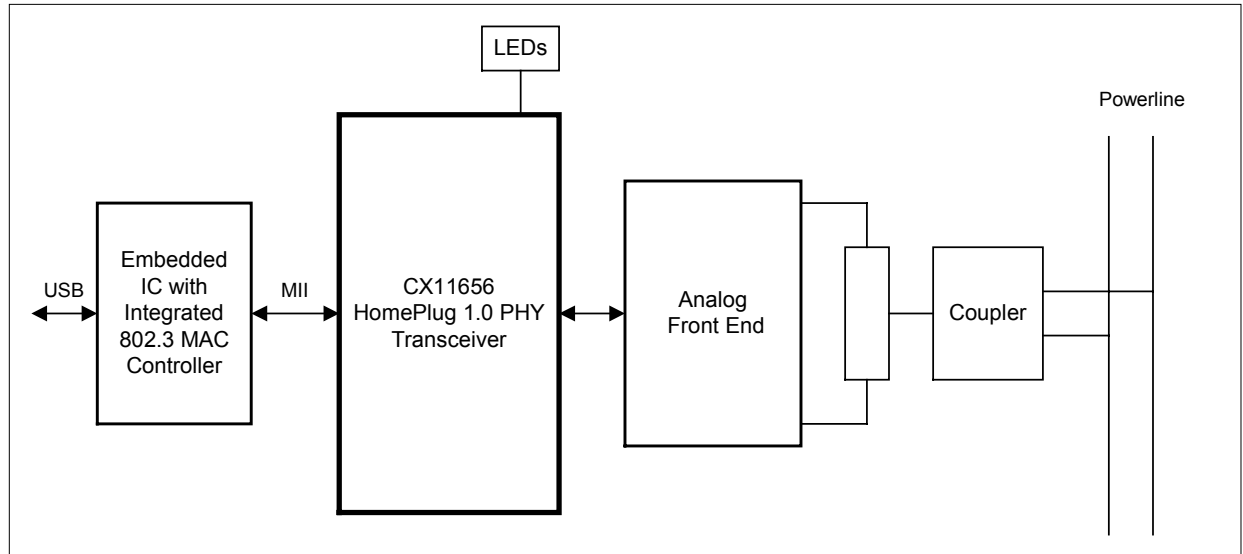 LEDs
Powerline
USB
Embedded
IC with
Integrated
802.3 MAC
Controller
MII
CX11656
HomePlug 1.0 PHY
Transceiver
Analog
Front End
Coupler